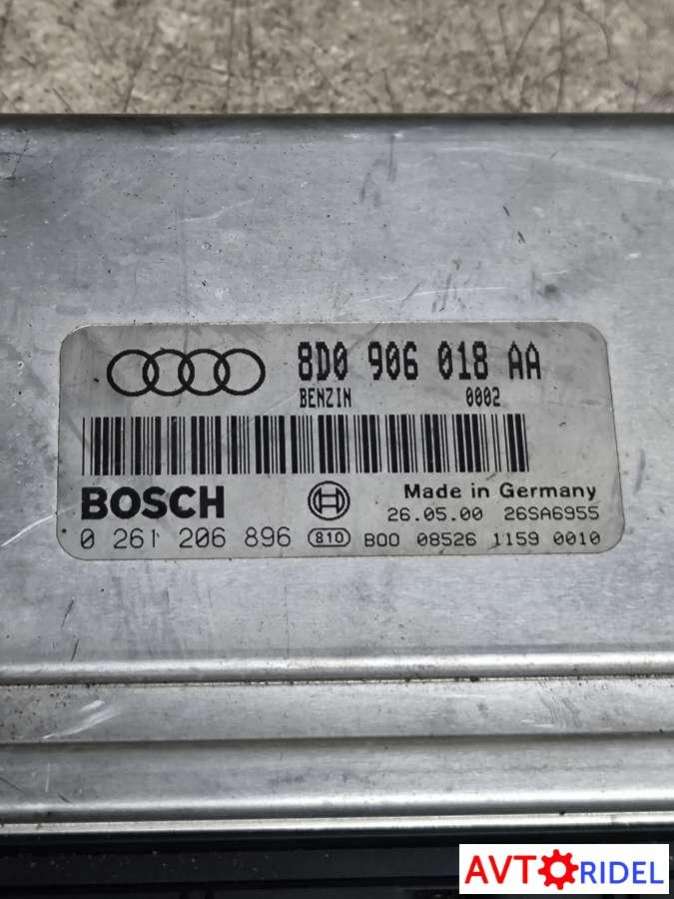 8D0 906 018 AA
BENZIN 0002
BOSCH
Made in Germany
26.05.00 26SA6955
0 261 206 896 810 B00 08526 1159 0010
AVTORIDEL